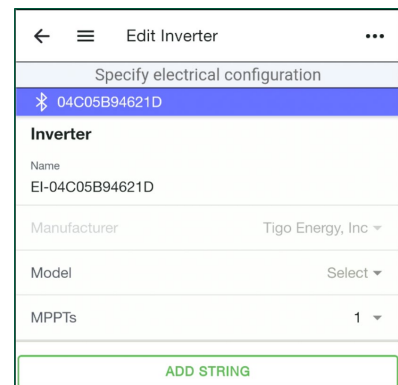 Edit Inverter
Specify electrical configuration
04C05B94621D
Inverter
Name
EI-04C05B94621D
Manufacturer Tigo Energy, Inc
Model Select
MPPTs 1
ADD STRING